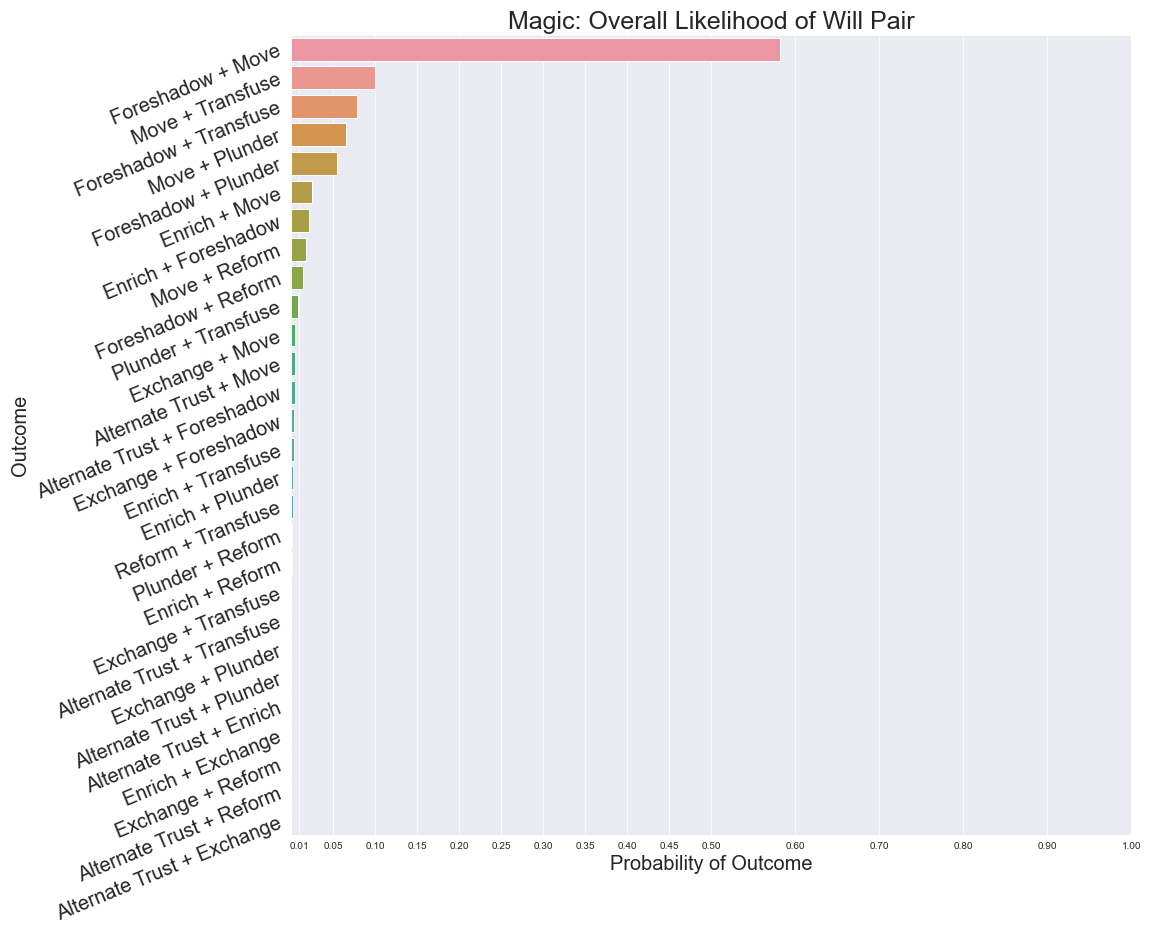 Magic: Overall Likelihood of Will Pair
Foreshadow + Move
Move + Transfuse
Foreshadow + Transfuse
Move + Plunder
Foreshadow + Plunder
Enrich + Move
Enrich + Foreshadow
Move + Reform
Foreshadow + Reform
Plunder + Transfuse
Exchange + Move
Alternate Trust + Move
Alternate Trust + Foreshadow
Exchange + Foreshadow
Enrich + Transfuse
Enrich + Plunder
Reform + Transfuse
Plunder + Reform
Enrich + Reform
Exchange + Transfuse
Alternate Trust + Transfuse
Exchange + Plunder
Alternate Trust + Plunder
Alternate Trust + Enrich
Enrich + Exchange
Exchange + Reform
Alternate Trust + Reform
Alternate Trust + Exchange
Outcome
0.01 0.05 0.10 0.15 0.20 0.25 0.30 0.35 0.40 0.45 0.50 0.60 0.70 0.80 0.90 1.00
Probability of Outcome